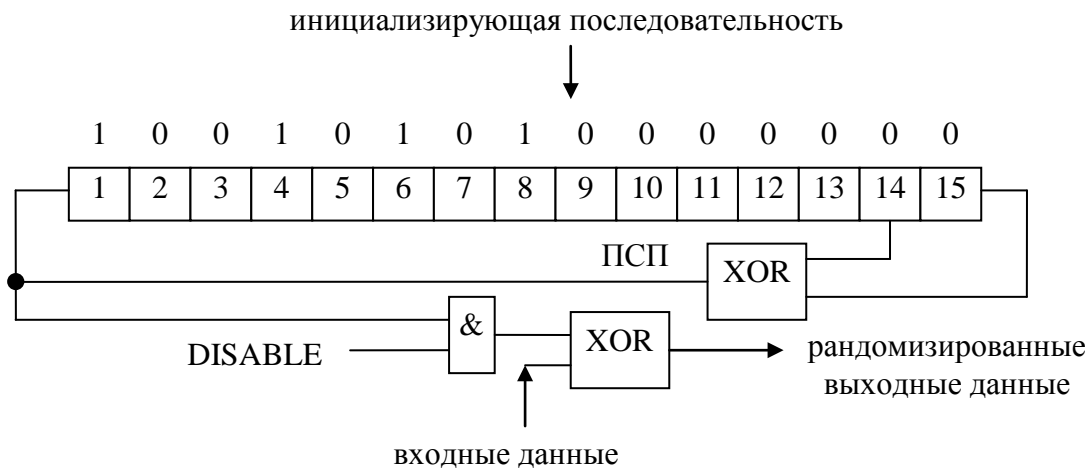 инициализирующая последовательность
1 0 0 1 0 1 0 1 0 0 0 0 0 0 0
1 2 3 4 5 6 7 8 9 10 11 12 13 14 15
ПСП
XOR
&
XOR
DISABLE
рандомизированные
выходные данные
входные данные